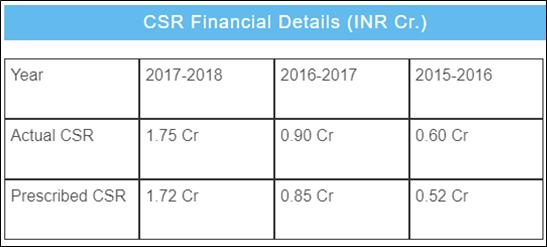 CSR Financial Details (INR Cr.)
Year 2017-2018 2016-2017 2015-2016
Actual CSR 1.75 Cr 0.90 Cr 0.60 Cr
Prescribed CSR 1.72 Cr 0.85 Cr 0.52 Cr